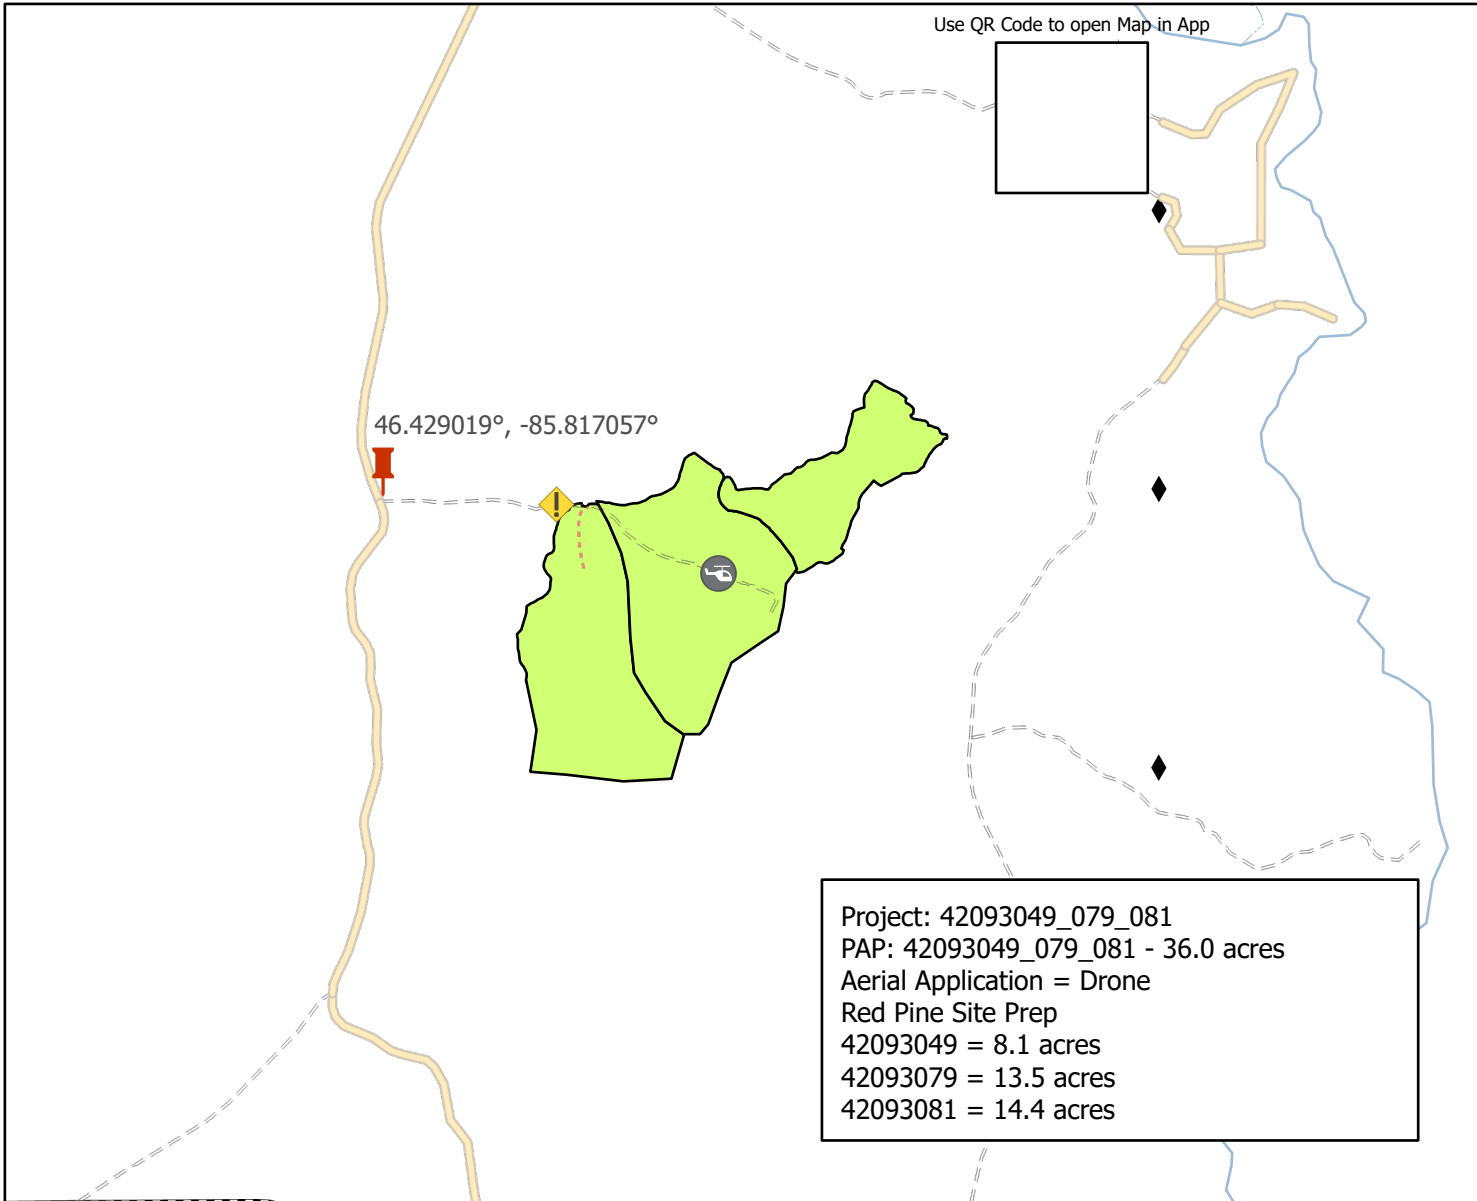 Use QR Code to open Map in App
46.429019°, -85.817057°
Project: 42093049_079_081
PAP: 42093049_079_081 - 36.0 acres
Aerial Application = Drone
Red Pine Site Prep
42093049 = 8.1 acres
42093079 = 13.5 acres
42093081 = 14.4 acres